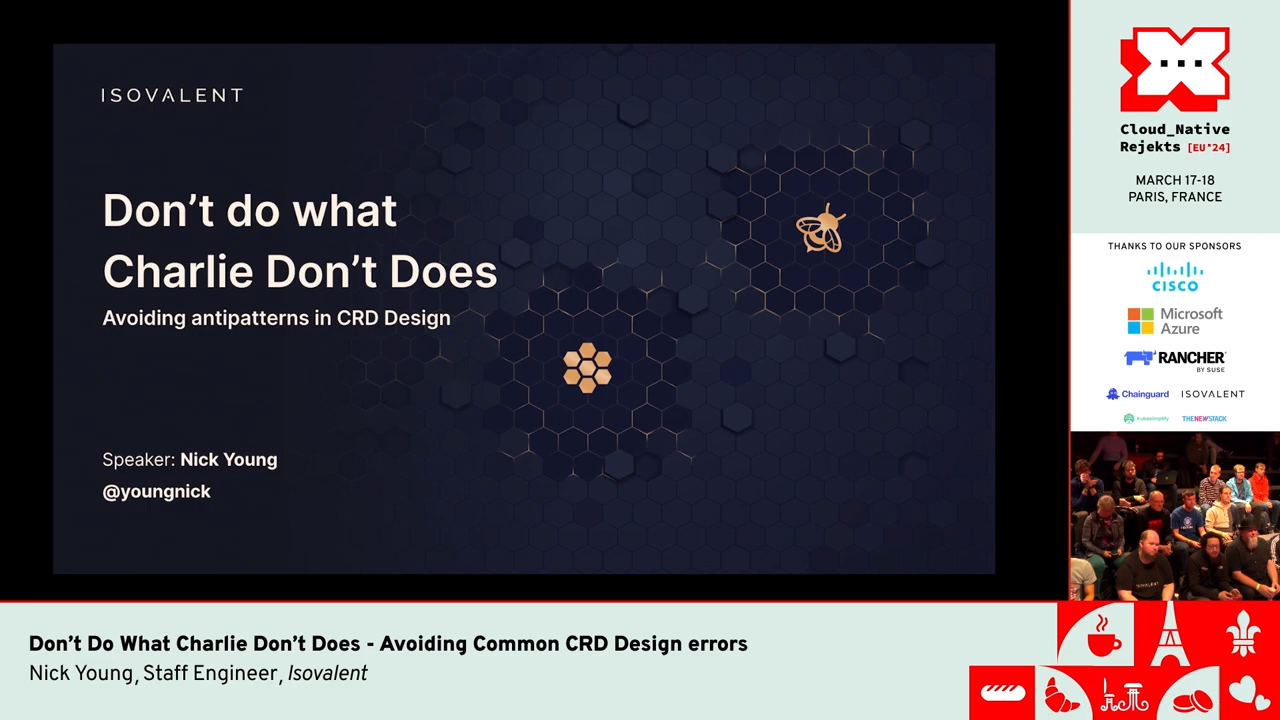 ISOVALENT
Don’t do what
Charlie Don’t Does
Avoiding antipatterns in CRD Design
Speaker: Nick Young
@youngnick
Cloud_Native
Rejekts [EU*24]
MARCH 17-18
PARIS, FRANCE
THANKS TO OUR SPONSORS
CISCO
Microsoft
Azure
RANCHER
BY SUSE
Chainguard ISOVALENT
Kubesimplify THENEWSTACK
ISOVALENT
Don’t Do What Charlie Don’t Does - Avoiding Common CRD Design errors
Nick Young, Staff Engineer, Isovalent